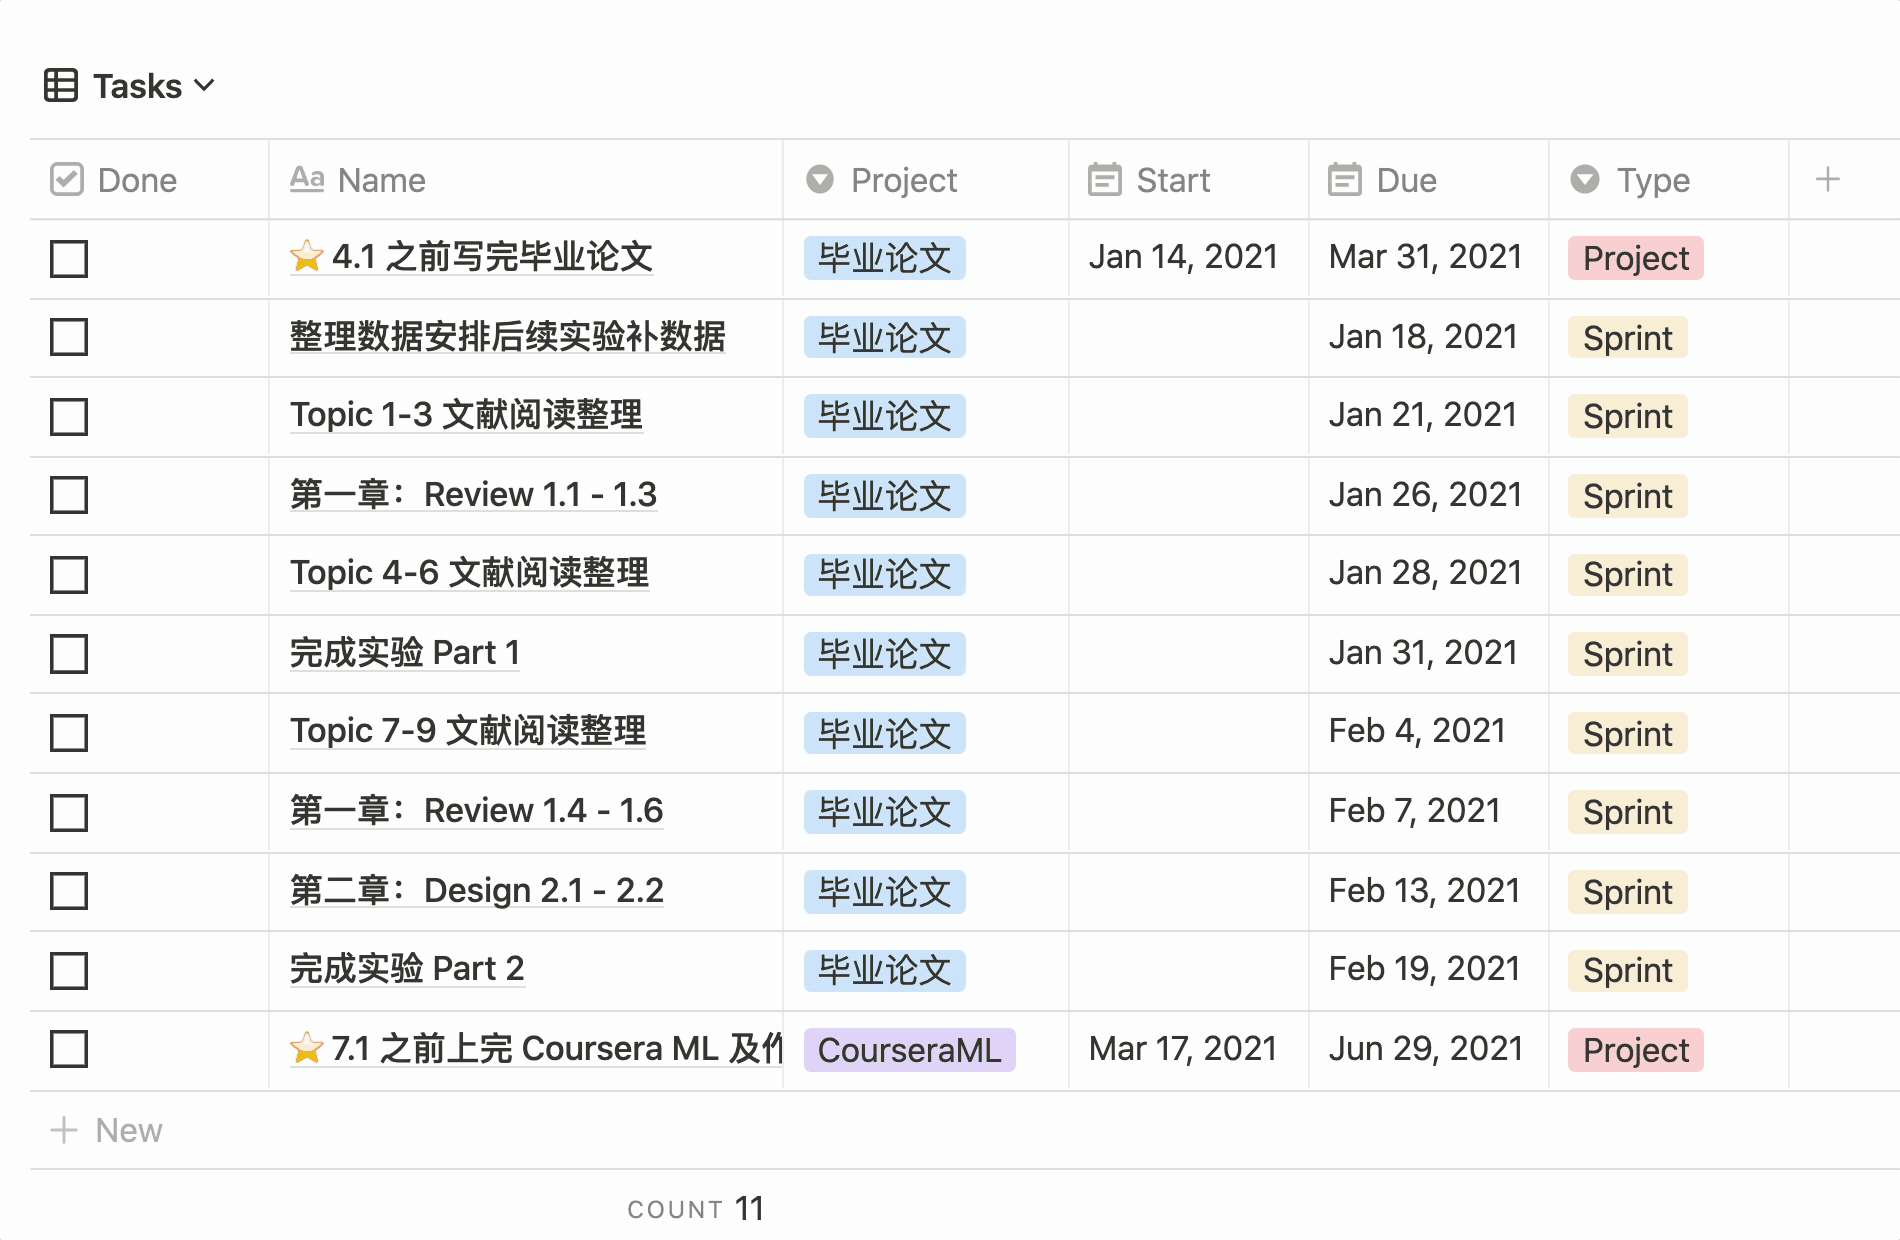 Tasks
Done Aa Name Project Start Due Type
⭐ 4.1 之前写完毕业论文 毕业论文 Jan 14, 2021 Mar 31, 2021 Project
整理数据安排后续实验补数据 毕业论文 Jan 18, 2021 Sprint
Topic 1-3 文献阅读整理 毕业论文 Jan 21, 2021 Sprint
第一章：Review 1.1 - 1.3 毕业论文 Jan 26, 2021 Sprint
Topic 4-6 文献阅读整理 毕业论文 Jan 28, 2021 Sprint
完成实验 Part 1 毕业论文 Jan 31, 2021 Sprint
Topic 7-9 文献阅读整理 毕业论文 Feb 4, 2021 Sprint
第一章：Review 1.4 - 1.6 毕业论文 Feb 7, 2021 Sprint
第二章：Design 2.1 - 2.2 毕业论文 Feb 13, 2021 Sprint
完成实验 Part 2 毕业论文 Feb 19, 2021 Sprint
⭐ 7.1 之前上完 Coursera ML 及作 CourseraML Mar 17, 2021 Jun 29, 2021 Project
+ New
COUNT 11